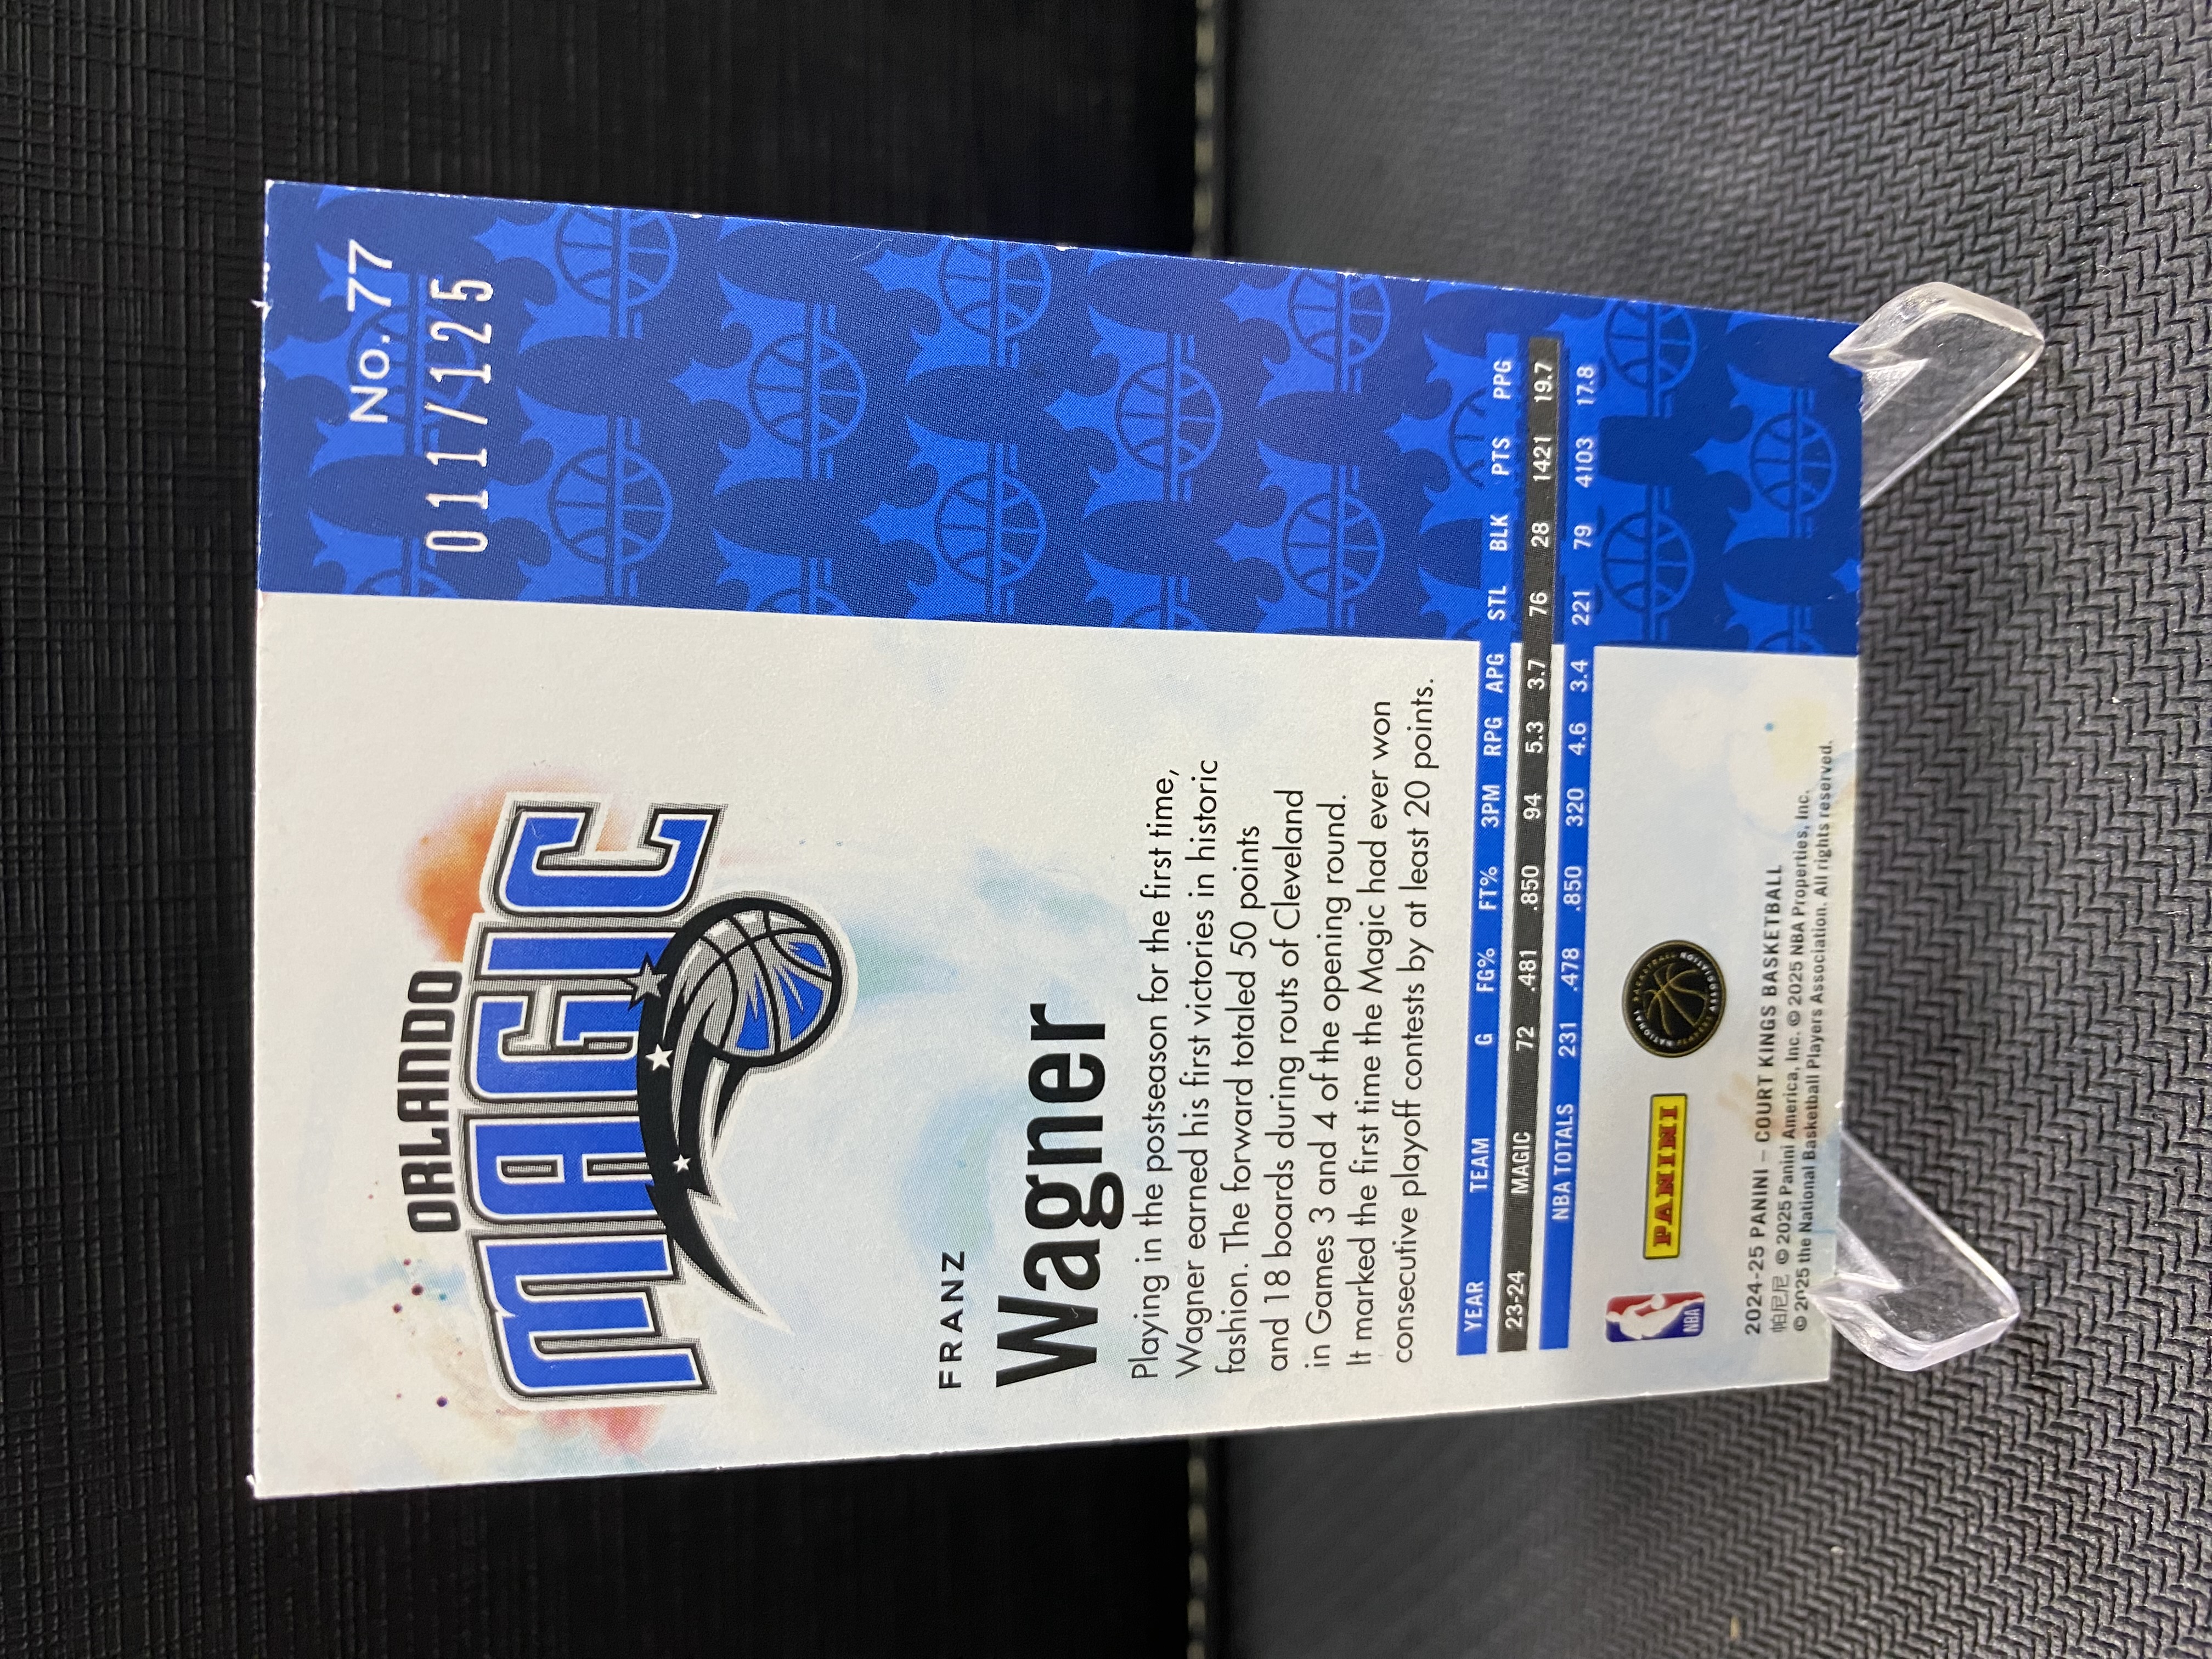 No. 77
011/125
ORLANDO
MAGIC
FRANZ
Wagner
Playing in the postseason for the first time,
Wagner earned his first victories in historic
fashion. The forward totaled 50 points
and 18 boards during routs of Cleveland
in Games 3 and 4 of the opening round.
It marked the first time the Magic had ever won
consecutive playoff contests by at least 20 points.
YEAR TEAM G FG% FT% 3PM RPG APG STL BLK PTS PPG
23-24 MAGIC 72 .481 .850 94 5.3 3.7 76 28 1421 19.7
NBA TOTALS 231 .478 .850 320 4.6 3.4 221 79 4103 17.8
NBA
PANINI
NATIONAL BASKETBALL PLAYERS ASSOCIATION
2024-25 PANINI – COURT KINGS BASKETBALL
帕尼尼 © 2025 Panini America, Inc. © 2025 NBA Properties, Inc.
© 2025 the National Basketball Players Association. All rights reserved.